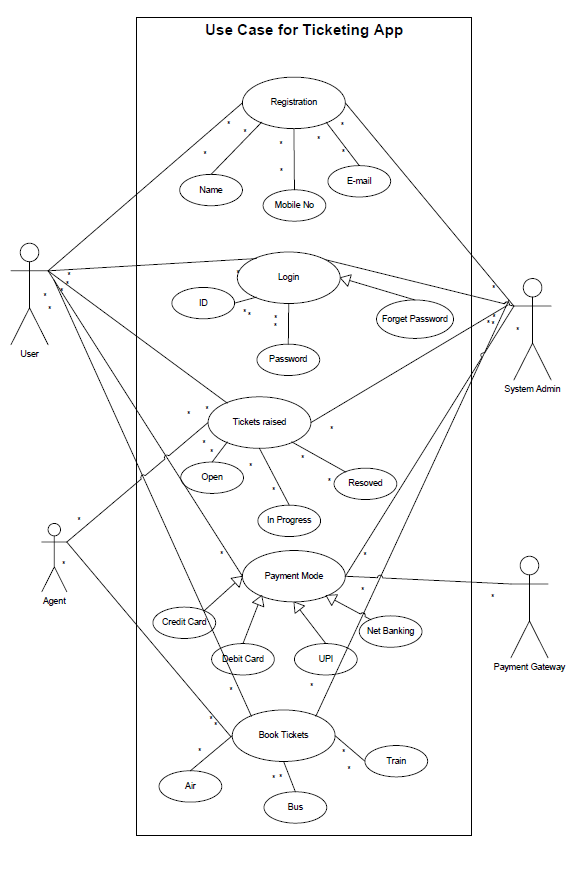 Use Case for Ticketing App
Registration
Name
Mobile No
E-mail
Login
ID
Forget Password
Password
User
System Admin
Tickets raised
Open
Resoved
In Progress
Agent
Payment Mode
Credit Card
Net Banking
Debit Card
UPI
Payment Gateway
Book Tickets
Train
Air
Bus